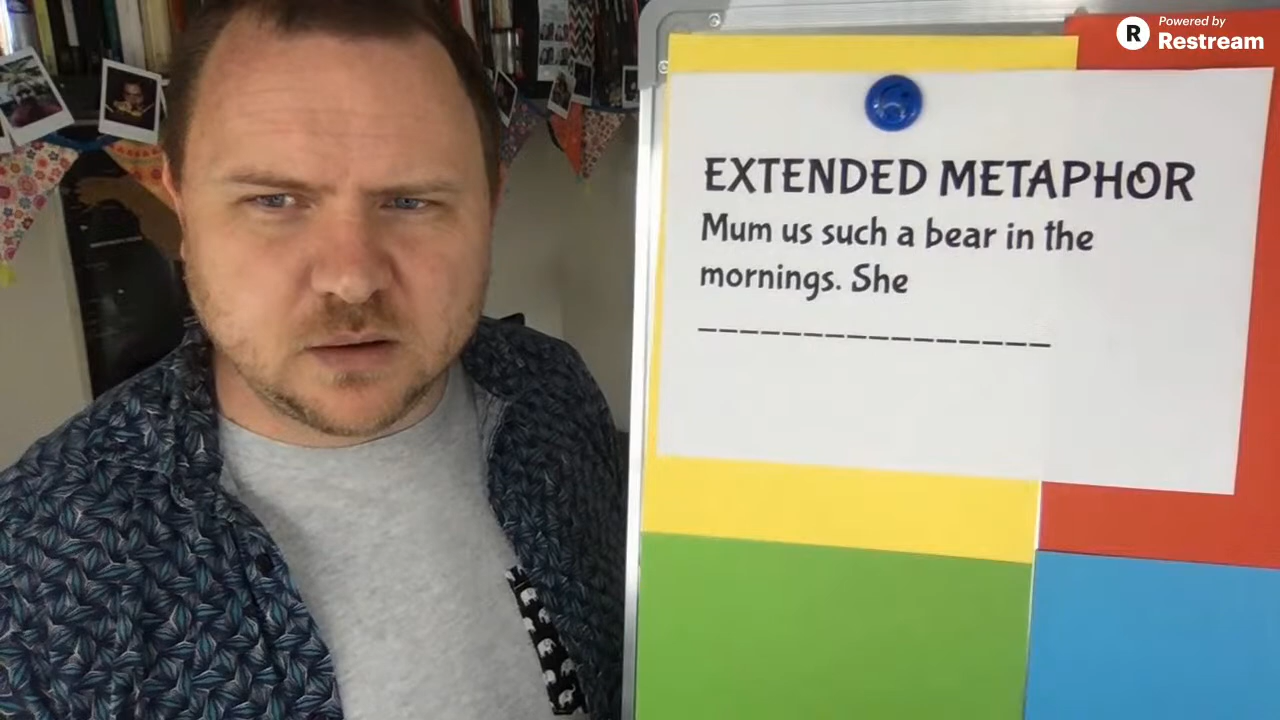 Powered by
R Restream
EXTENDED METAPHOR
Mum us such a bear in the
mornings. She
_________________